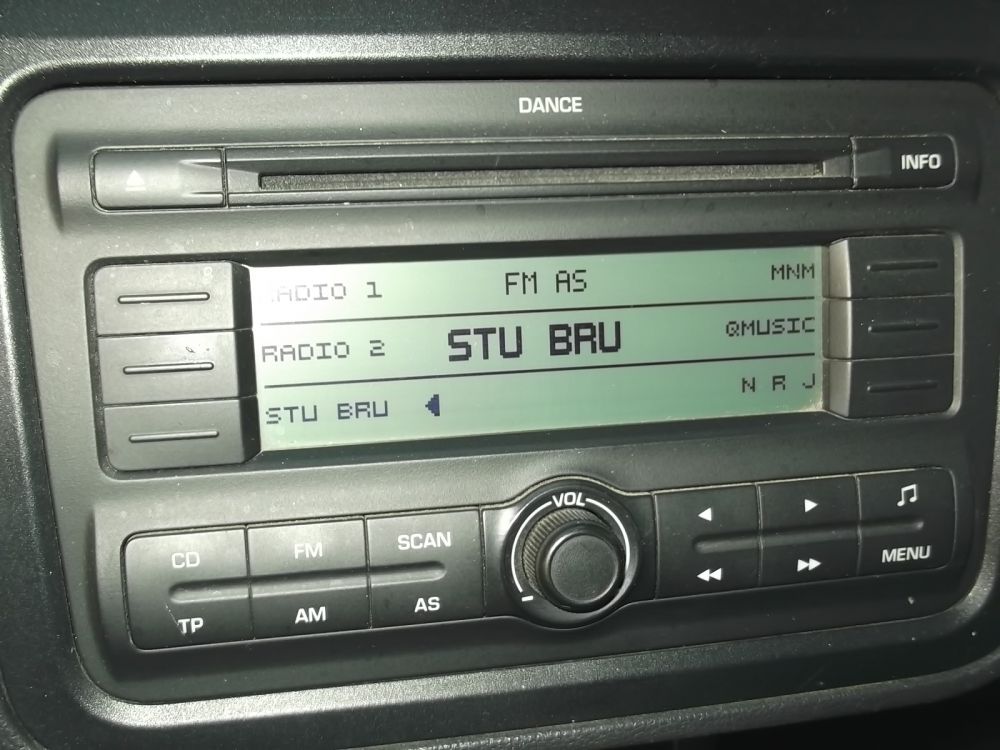 DANCE
INFO
RADIO 1 FM AS MNM
RADIO 2 STU BRU QMUSIC
STU BRU N R J
VOL
CD FM SCAN
TP AM AS MENU